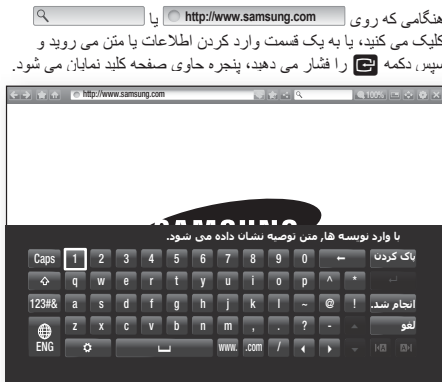 هنگامی که روی http://www.samsung.com یا
کلیک می کنید، یا به یک قسمت وارد کردن اطلاعات یا متن می روید و
سپس دکمه را فشار می دهید، پنجره حاوی صفحه کلید نمایان می شود.
http://www.samsung.com 100%
SAMSUNG
با وارد نویسه ها, متن توصیه نشان داده می شود.
Caps 1 2 3 4 5 6 7 8 9 0 ← پاک کردن
q w e r t y u i o p ^ *
123#& a s d f g h j k l ~ @ ! انجام شد.
z x c v b n m , . ? - لغو
ENG www. .com /